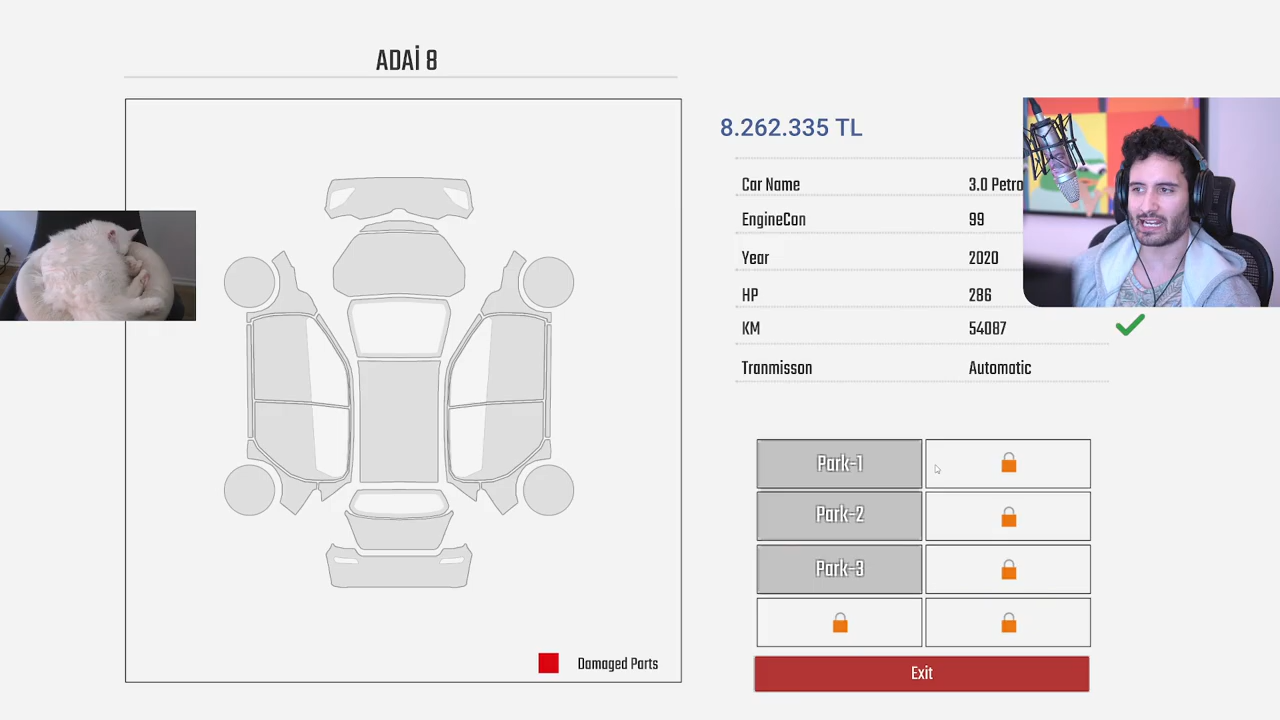 ADAİ 8
8.262.335 TL
Car Name 3.0 Petro
EngineCon 99
Year 2020
HP 286
KM 54087
Tranmisson Automatic
Park-1
Park-2
Park-3
Exit
Damaged Parts